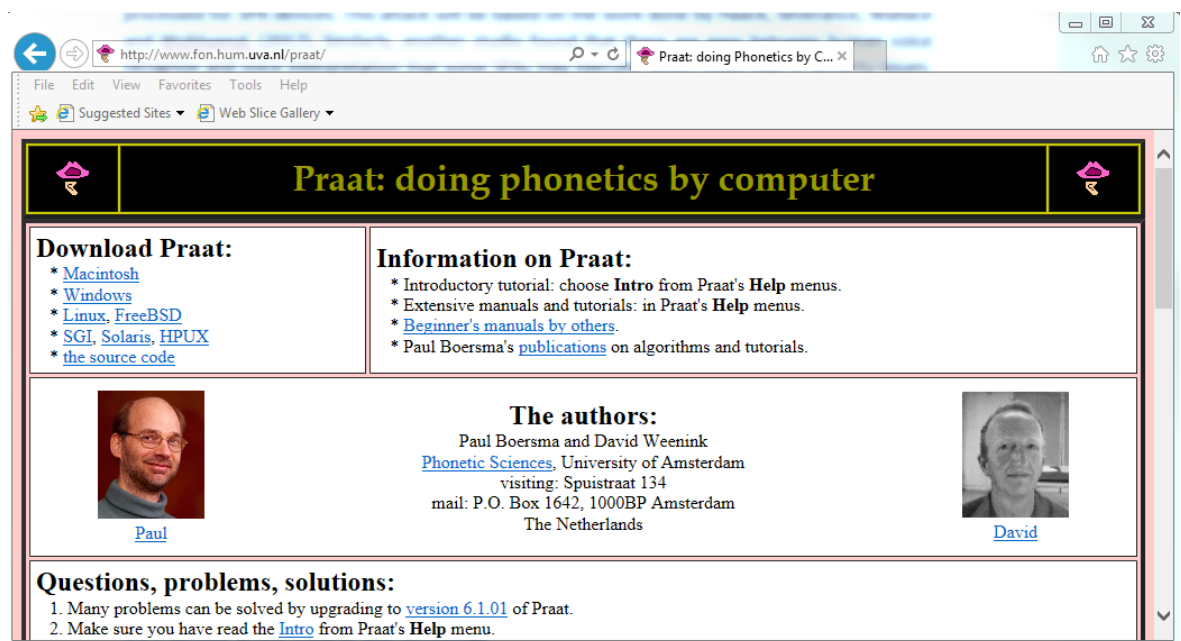 http://www.fon.hum.uva.nl/praat/
Praat: doing Phonetics by C...
File Edit View Favorites Tools Help
Suggested Sites Web Slice Gallery
Praat: doing phonetics by computer
Download Praat:
* Macintosh
* Windows
* Linux, FreeBSD
* SGI, Solaris, HPUX
* the source code
Information on Praat:
* Introductory tutorial: choose Intro from Praat's Help menus.
* Extensive manuals and tutorials: in Praat's Help menus.
* Beginner's manuals by others.
* Paul Boersma's publications on algorithms and tutorials.
Paul
The authors:
Paul Boersma and David Weenink
Phonetic Sciences, University of Amsterdam
visiting: Spuistraat 134
mail: P.O. Box 1642, 1000BP Amsterdam
The Netherlands
David
Questions, problems, solutions:
1. Many problems can be solved by upgrading to version 6.1.01 of Praat.
2. Make sure you have read the Intro from Praat's Help menu.